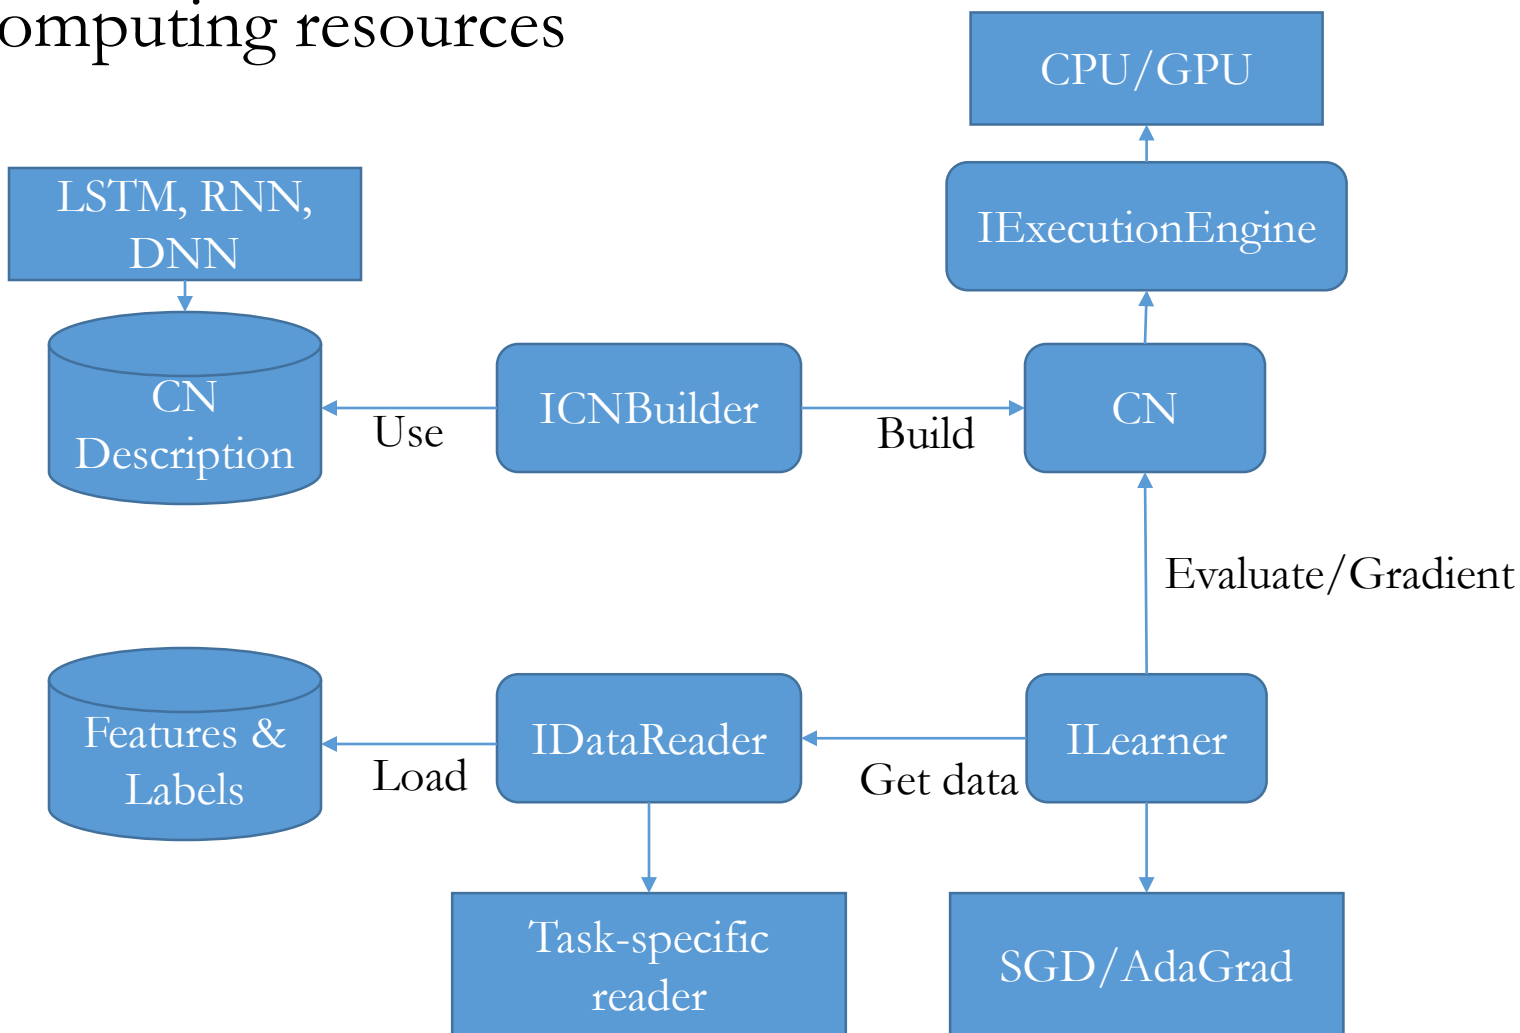 omputing resources
CPU/GPU
LSTM, RNN,
DNN
IExecutionEngine
CN
Description
Use
ICNBuilder
Build
CN
Evaluate/Gradient
Features &
Labels
Load
IDataReader
Get data
ILearner
Task-specific
reader
SGD/AdaGrad